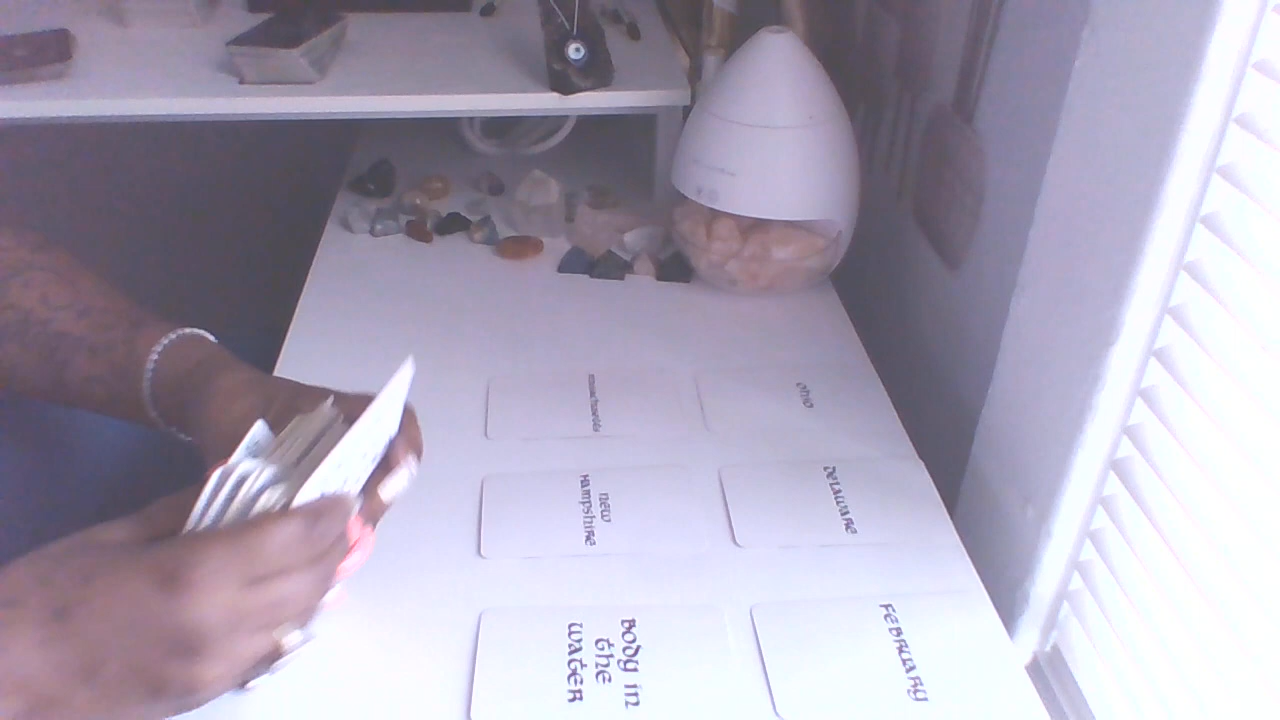 massachusetts
ohio
new
hampshire
Delaware
Body in
the
water
February